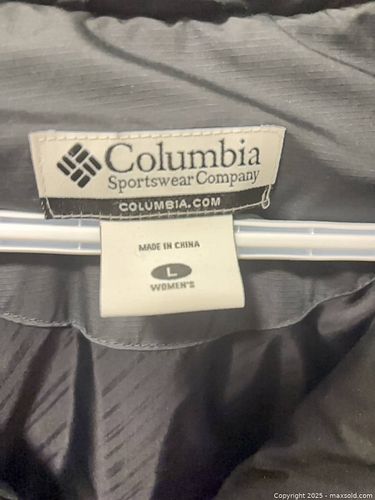 Columbia
Sportswear Company
COLUMBIA.COM
MADE IN CHINA
L
WOMEN'S
Copyright 2025 - maxsold.com